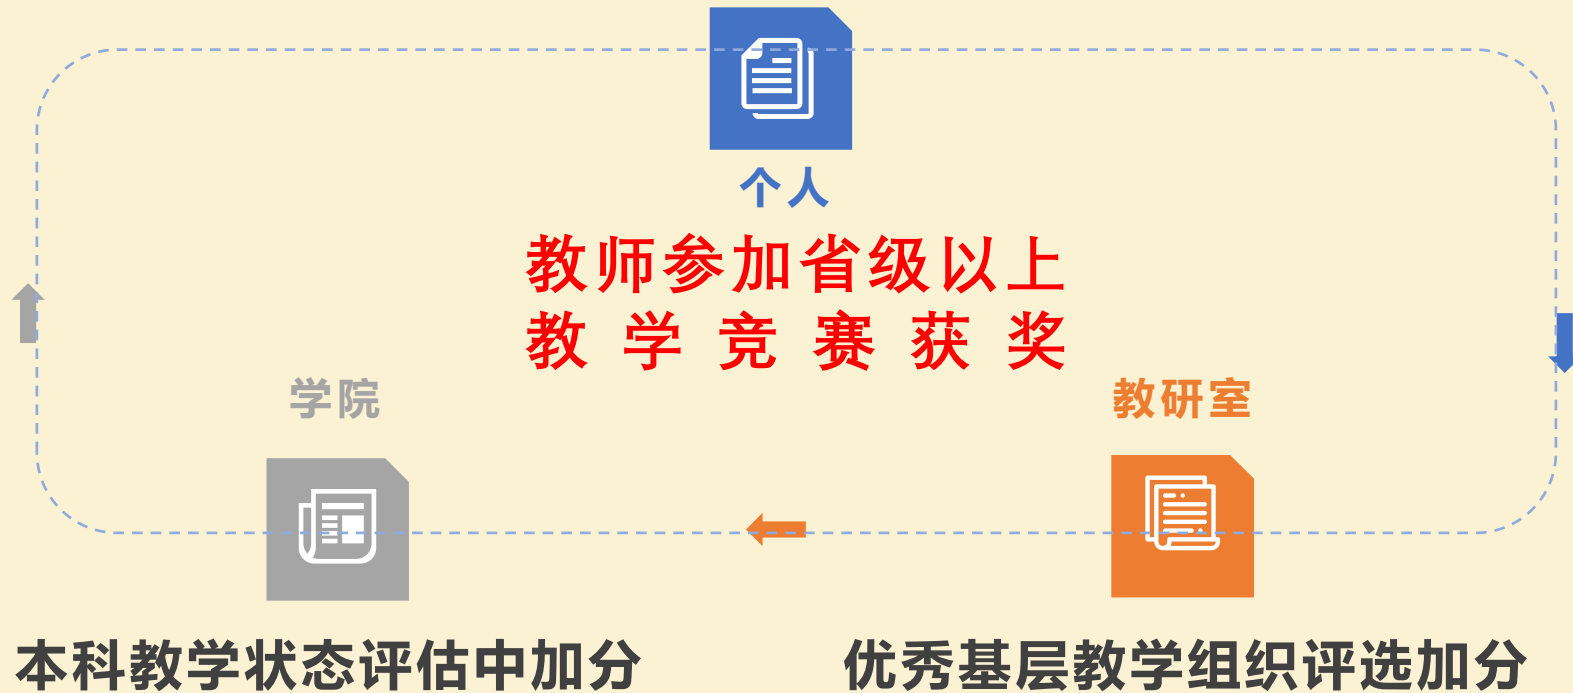 个人
教师参加省级以上
教学竞赛获奖
学院
教研室
本科教学状态评估中加分
优秀基层教学组织评选加分